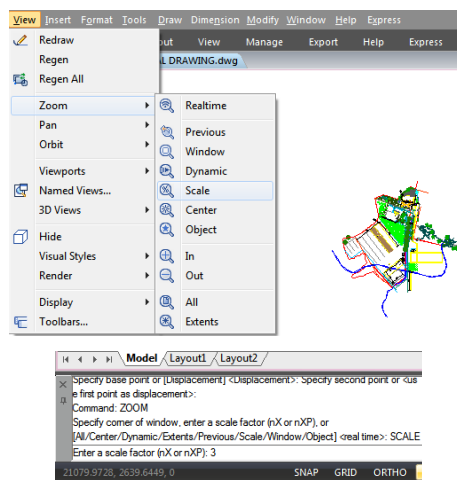 View Insert Format Tools Draw Dimension Modify Window Help Express
Redraw
out View Manage Export Help Express
Regen
L DRAWING.dwg
Regen All
Zoom
Realtime
Pan
Previous
Orbit
Window
Viewports
Dynamic
Named Views...
Scale
3D Views
Center
Hide
Object
Visual Styles
In
Render
Out
Display
All
Toolbars...
Extents
Model Layout1 Layout2
Specify base point or [Displacement] <Displacement>: Specify second point or <us
e first point as displacement>:
Command: ZOOM
Specify corner of window, enter a scale factor (nX or nXP), or
[All/Center/Dynamic/Extents/Previous/Scale/Window/Object] <real time>: SCALE
Enter a scale factor (nX or nXP): 3
21079.9728, 2639.6449, 0 SNAP GRID ORTHO